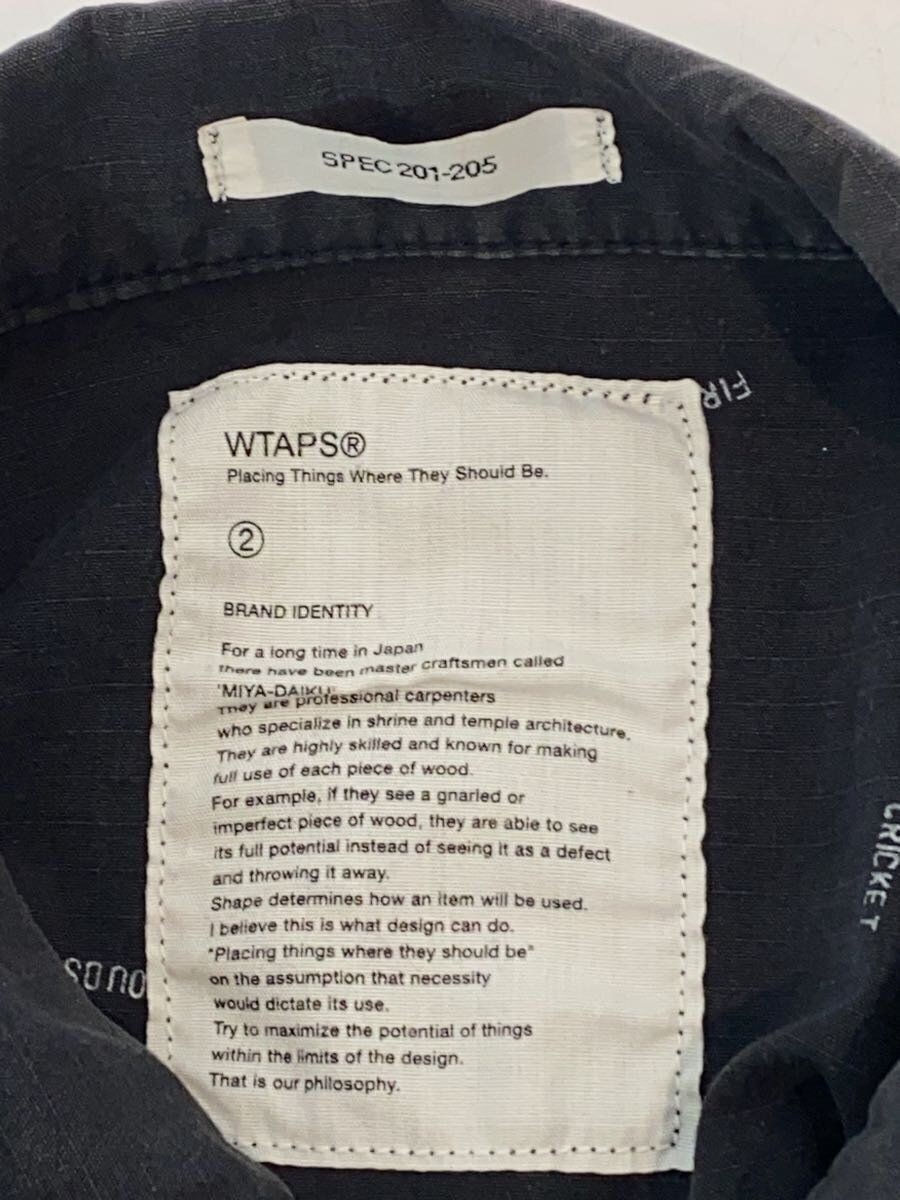 SPEC 201-205
WTAPS®
Placing Things Where They Should Be.
②
BRAND IDENTITY
For a long time in Japan
there have been master craftsmen called
'MIYA-DAIKU'
They are professional carpenters
who specialize in shrine and temple architecture.
They are highly skilled and known for making
full use of each piece of wood.
For example, if they see a gnarled or
imperfect piece of wood, they are able to see
its full potential instead of seeing it as a defect
and throwing it away.
Shape determines how an item will be used.
I believe this is what design can do.
"Placing things where they should be"
on the assumption that necessity
would dictate its use.
Try to maximize the potential of things
within the limits of the design.
That is our philosophy.
FIR
CRICKET